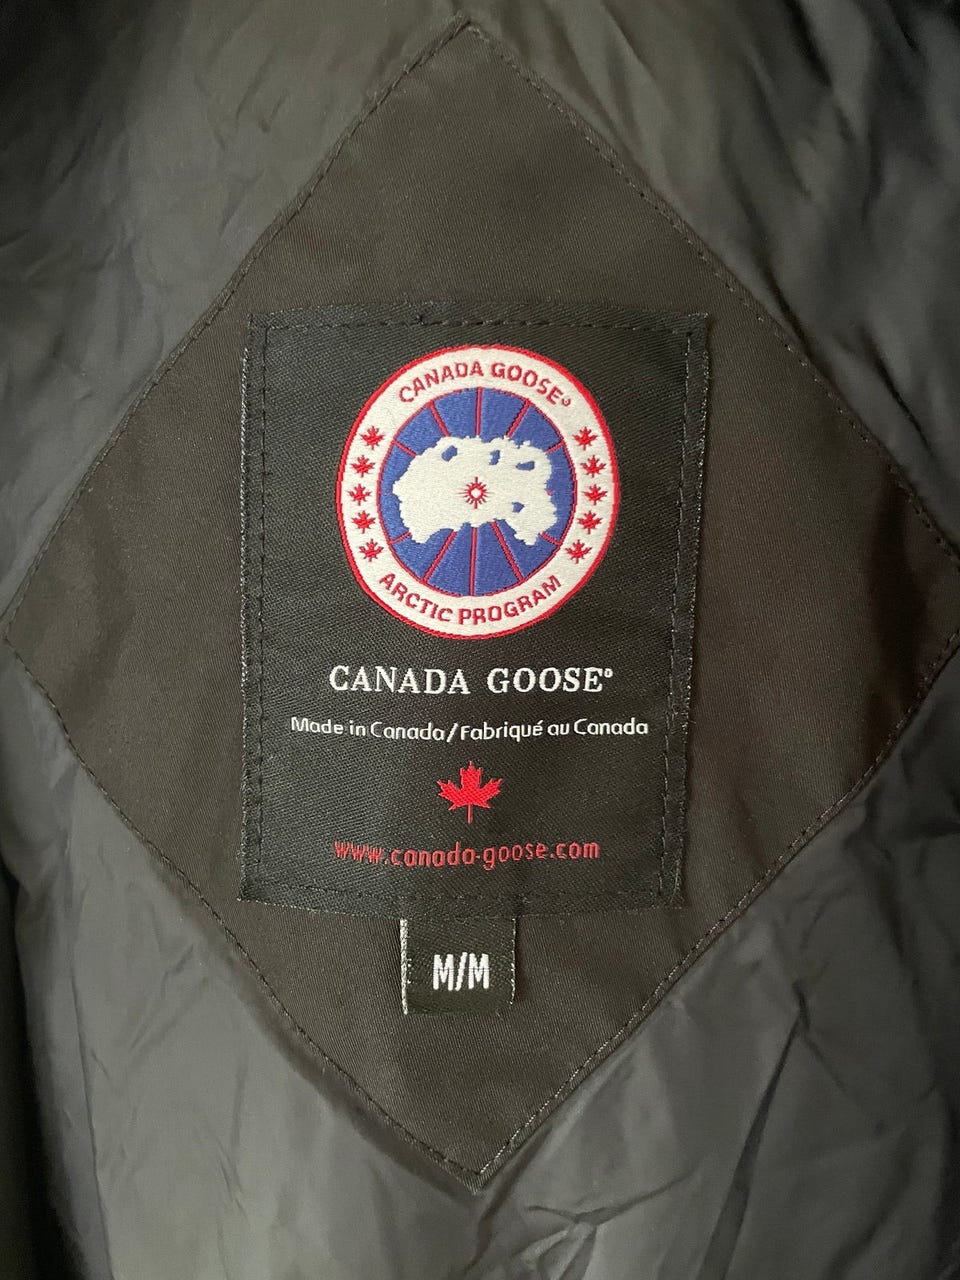 CANADA GOOSE®
ARCTIC PROGRAM
CANADA GOOSE®
Made in Canada/Fabriqué au Canada
www.canada-goose.com
M/M